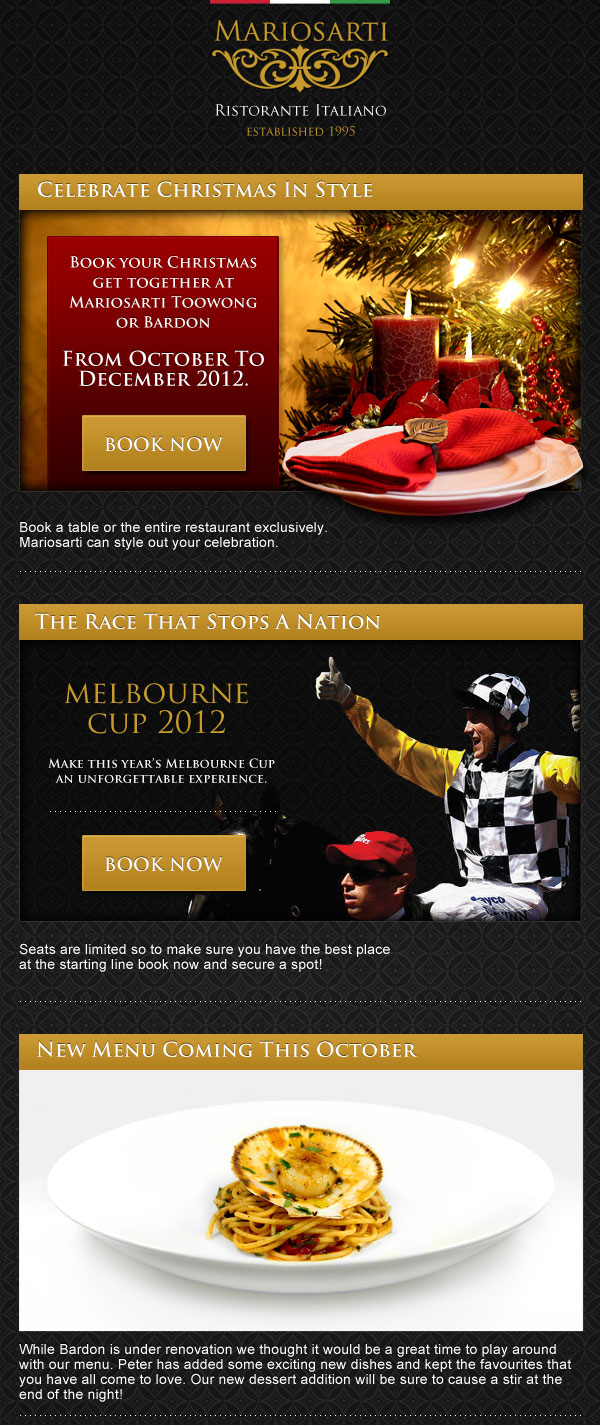 MARIOSARTI
RISTORANTE ITALIANO
ESTABLISHED 1995
CELEBRATE CHRISTMAS IN STYLE
BOOK YOUR CHRISTMAS
GET TOGETHER AT
MARIOSARTI TOOWONG
OR BARDON
FROM OCTOBER TO
DECEMBER 2012.
BOOK NOW
Book a table or the entire restaurant exclusively.
Mariosarti can style out your celebration.
THE RACE THAT STOPS A NATION
MELBOURNE
CUP 2012
MAKE THIS YEAR'S MELBOURNE CUP
AN UNFORGETTABLE EXPERIENCE.
BOOK NOW
Seats are limited so to make sure you have the best place
at the starting line book now and secure a spot!
NEW MENU COMING THIS OCTOBER
While Bardon is under renovation we thought it would be a great time to play around
with our menu. Peter has added some exciting new dishes and kept the favourites that
you have all come to love. Our new dessert addition will be sure to cause a stir at the
end of the night!